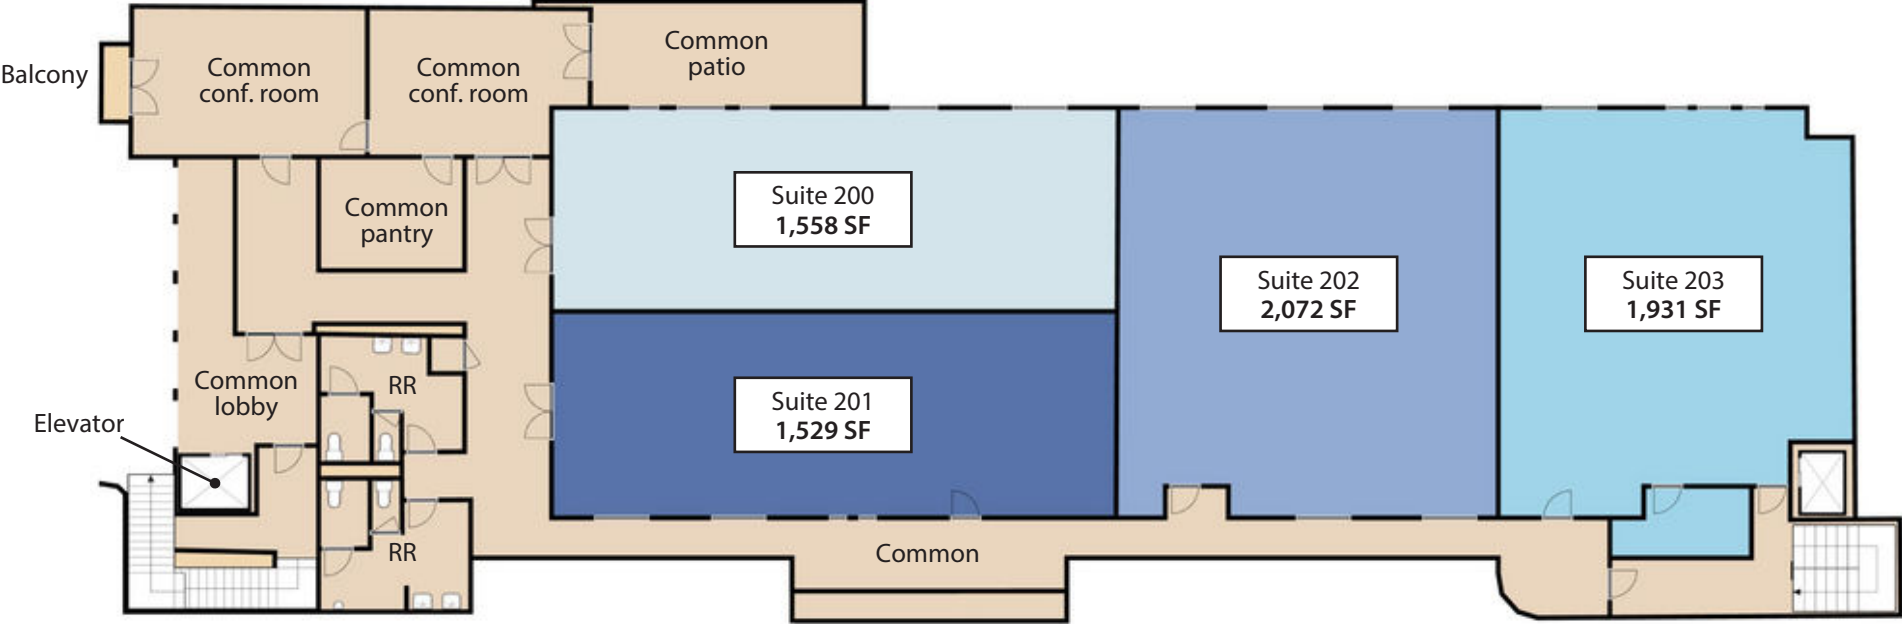 Common
patio
Balcony
Common
conf. room
Common
conf. room
Common
pantry
Suite 200
1,558 SF
Suite 202
2,072 SF
Suite 203
1,931 SF
Common
lobby
RR
Suite 201
1,529 SF
Elevator
RR
Common